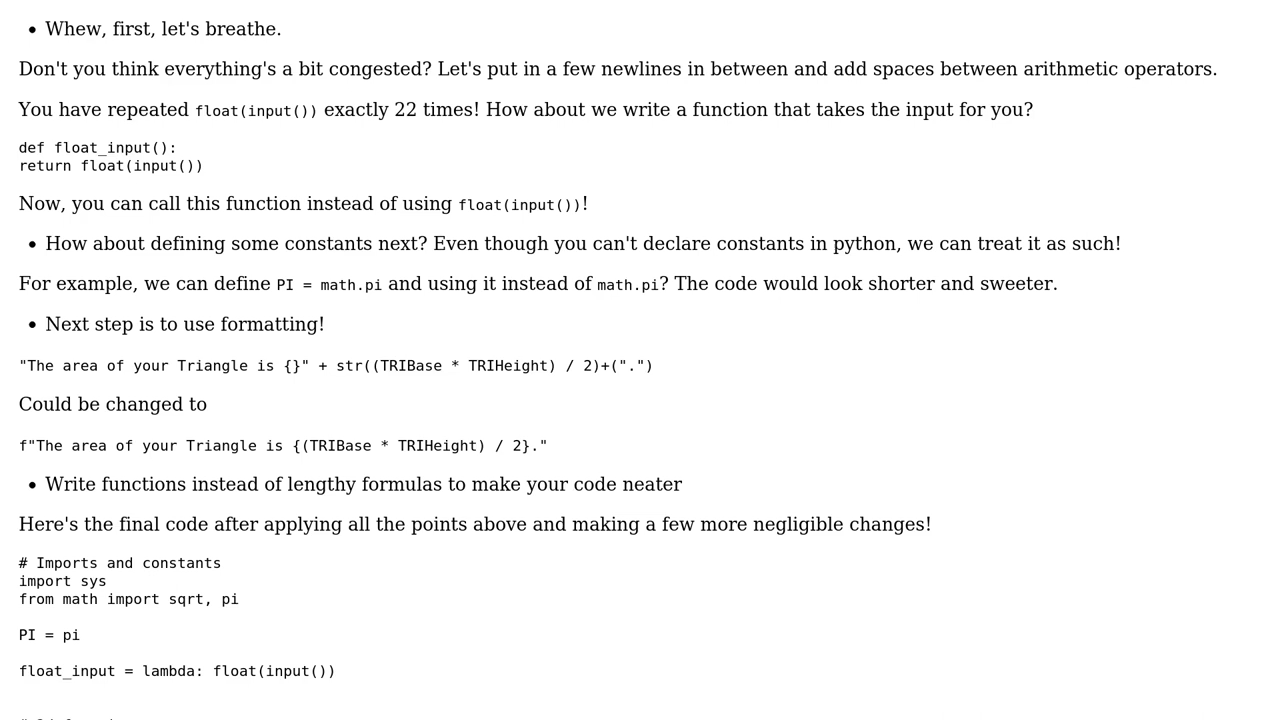 • Whew, first, let's breathe.
Don't you think everything's a bit congested? Let's put in a few newlines in between and add spaces between arithmetic operators.
You have repeated float(input()) exactly 22 times! How about we write a function that takes the input for you?
def float_input():
return float(input())
Now, you can call this function instead of using float(input())!
• How about defining some constants next? Even though you can't declare constants in python, we can treat it as such!
For example, we can define PI = math.pi and using it instead of math.pi? The code would look shorter and sweeter.
• Next step is to use formatting!
"The area of your Triangle is {}" + str((TRIBase * TRIHeight) / 2)+(".")
Could be changed to
f"The area of your Triangle is {(TRIBase * TRIHeight) / 2}."
• Write functions instead of lengthy formulas to make your code neater
Here's the final code after applying all the points above and making a few more negligible changes!
# Imports and constants
import sys
from math import sqrt, pi
PI = pi
float_input = lambda: float(input())